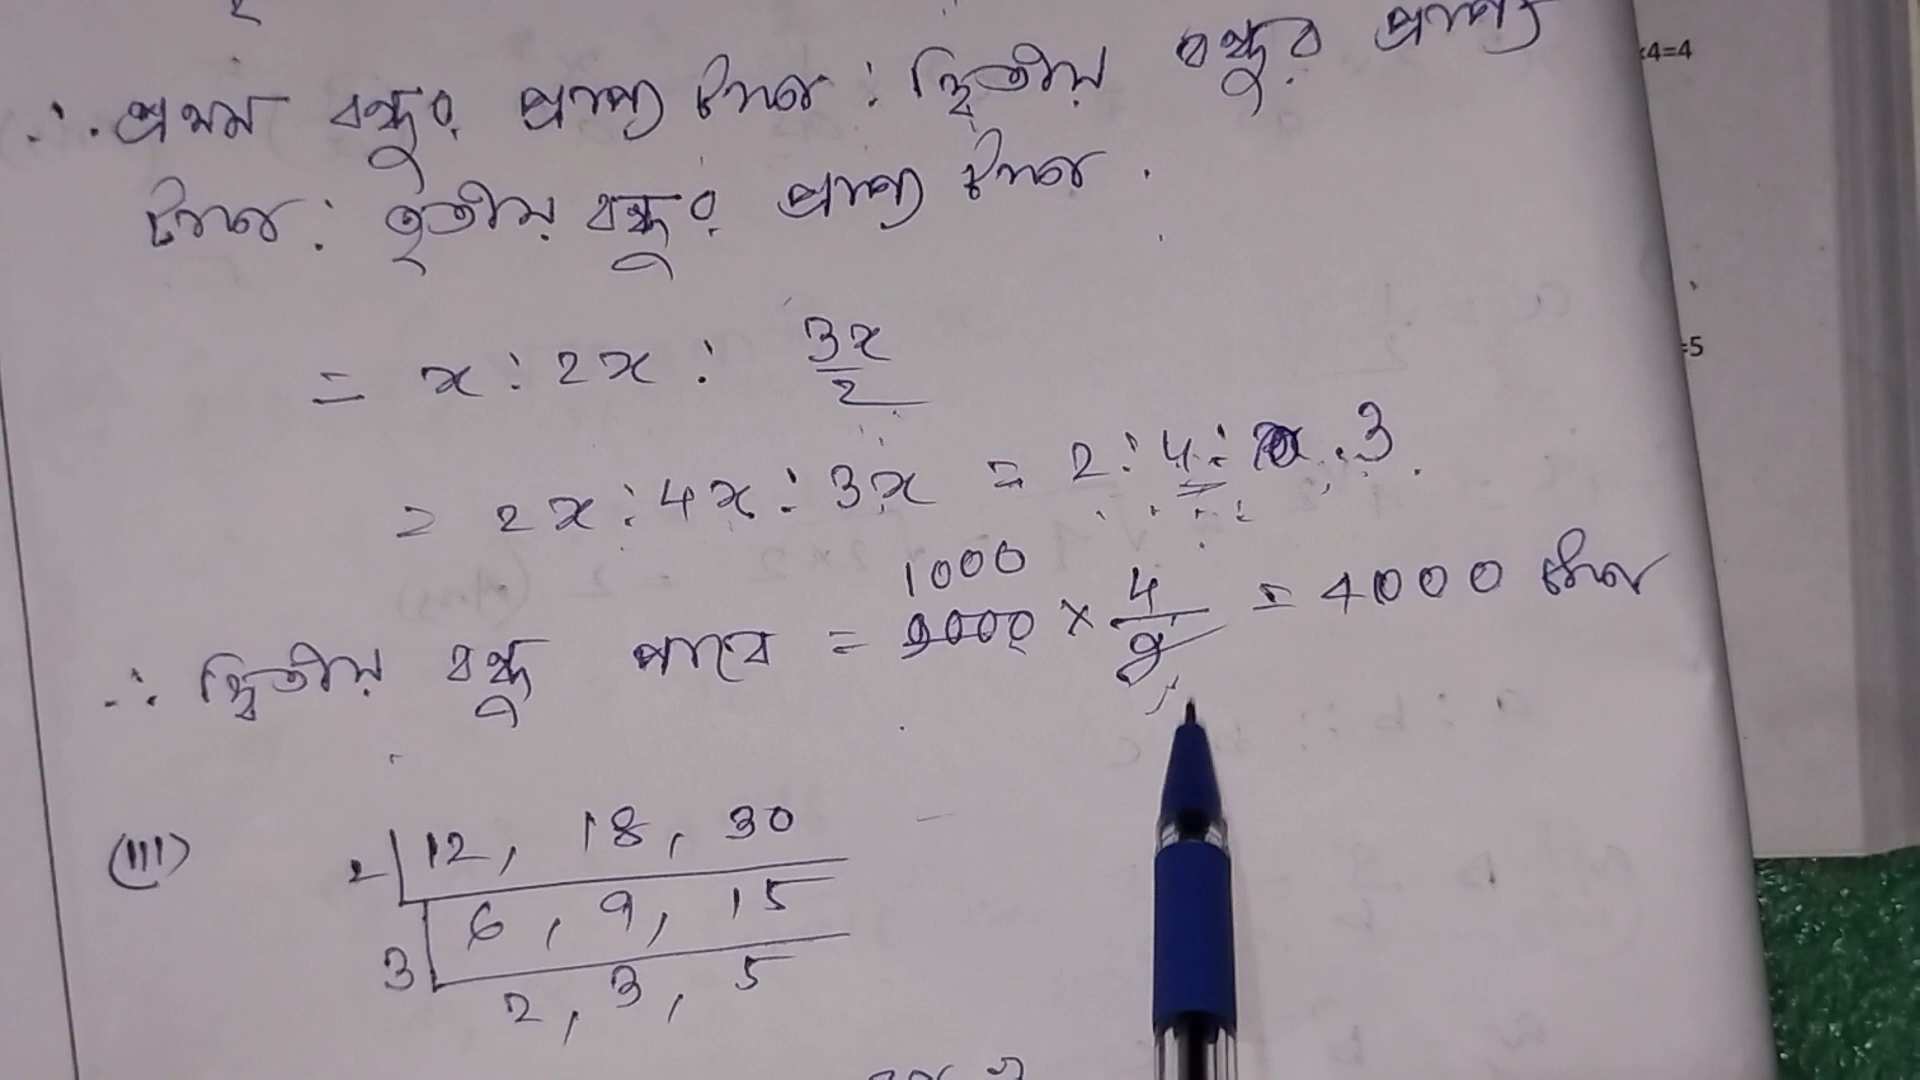 ∴ প্রথম বন্ধুর প্রাপ্য টাকা : দ্বিতীয় বন্ধুর প্রাপ্য
টাকা : তৃতীয় বন্ধুর প্রাপ্য টাকা .
= x : 2x : 3x/2
= 2x : 4x : 3x = 2 : 4 : 3
1000
∴ দ্বিতীয় বন্ধু পাবে = 9000 × 4/9 = 4000 টাকা
(III) 2 | 12, 18, 30
3 | 6, 9, 15
2, 3, 5
4=4
=5